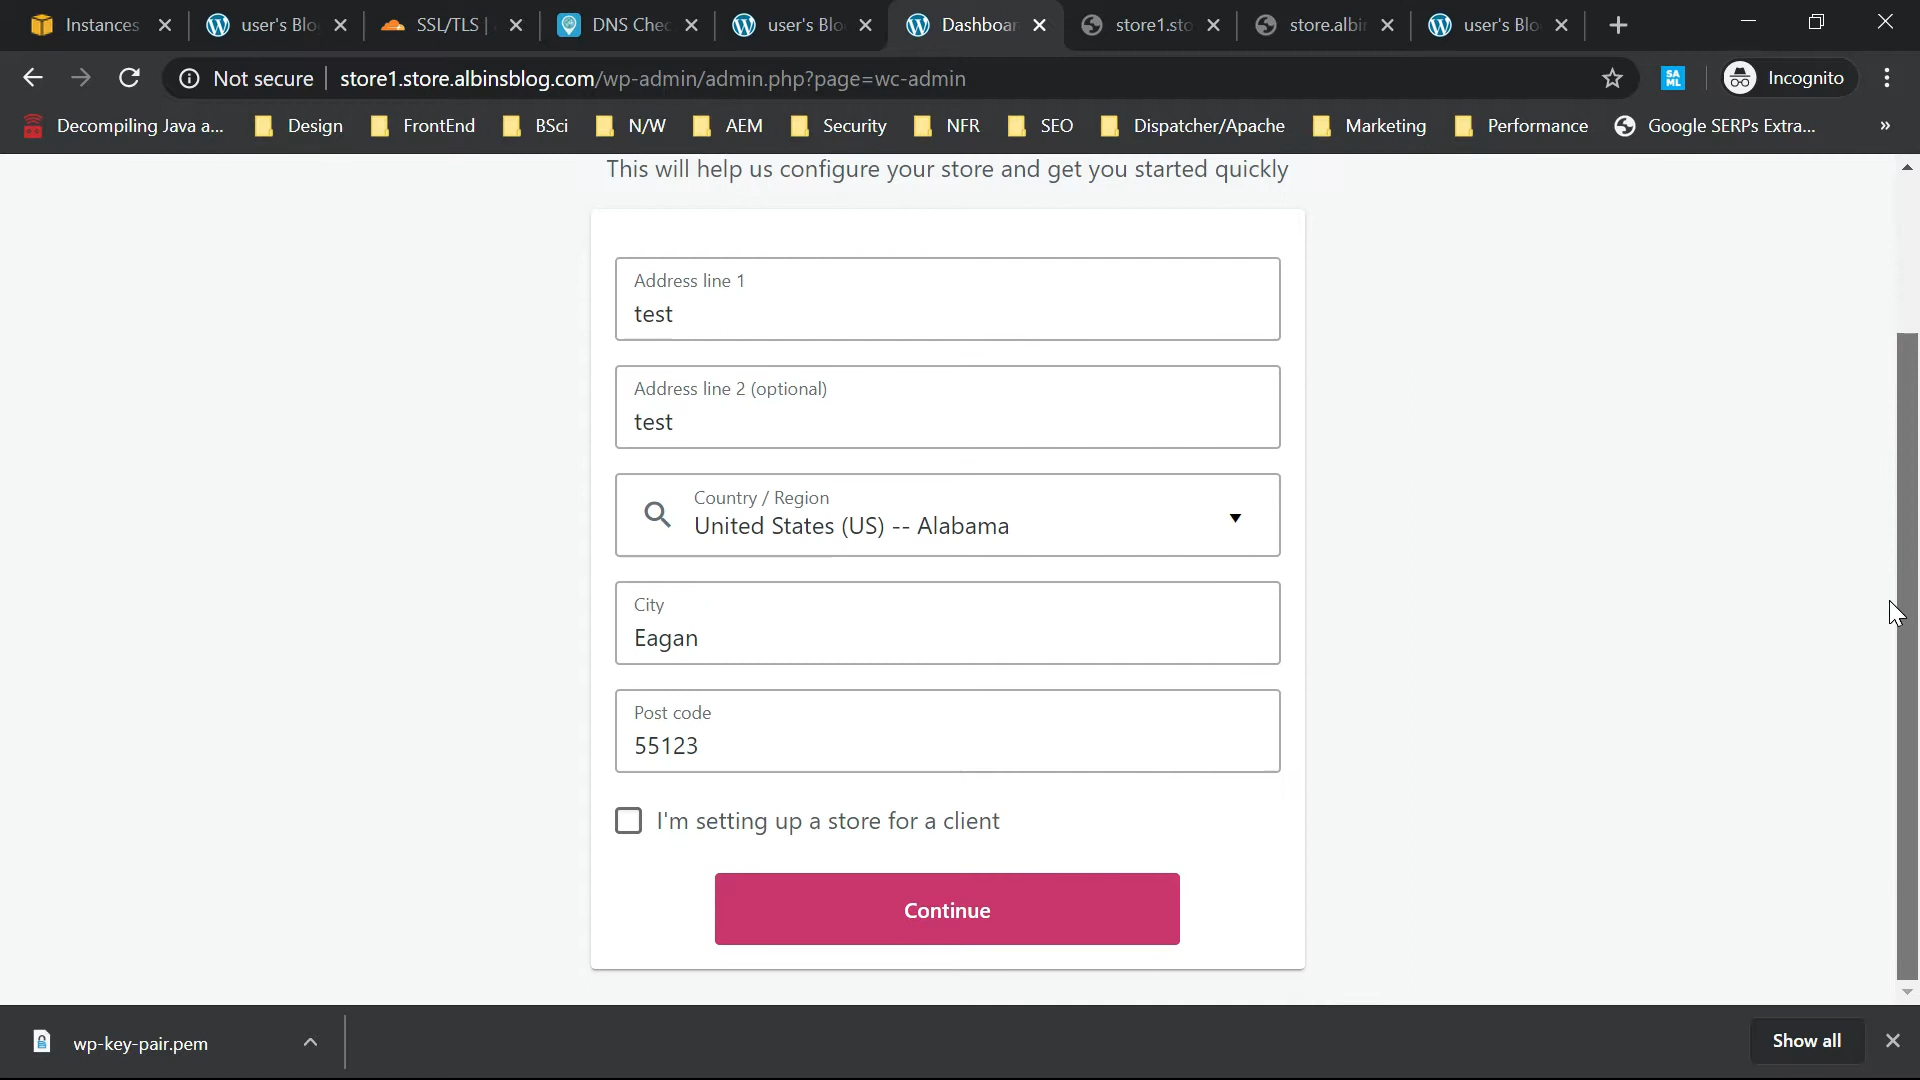 Instances
user's Blo
SSL/TLS |
DNS Chec
user's Blo
Dashboar
store1.sto
store.albin
user's Blo
Not secure
store1.store.albinsblog.com/wp-admin/admin.php?page=wc-admin
SA
ML
Incognito
Decompiling Java a...
Design
FrontEnd
BSci
N/W
AEM
Security
NFR
SEO
Dispatcher/Apache
Marketing
Performance
Google SERPs Extra...
»
This will help us configure your store and get you started quickly
Address line 1
test
Address line 2 (optional)
test
Country / Region
United States (US) -- Alabama
City
Eagan
Post code
55123
I'm setting up a store for a client
Continue
wp-key-pair.pem
Show all